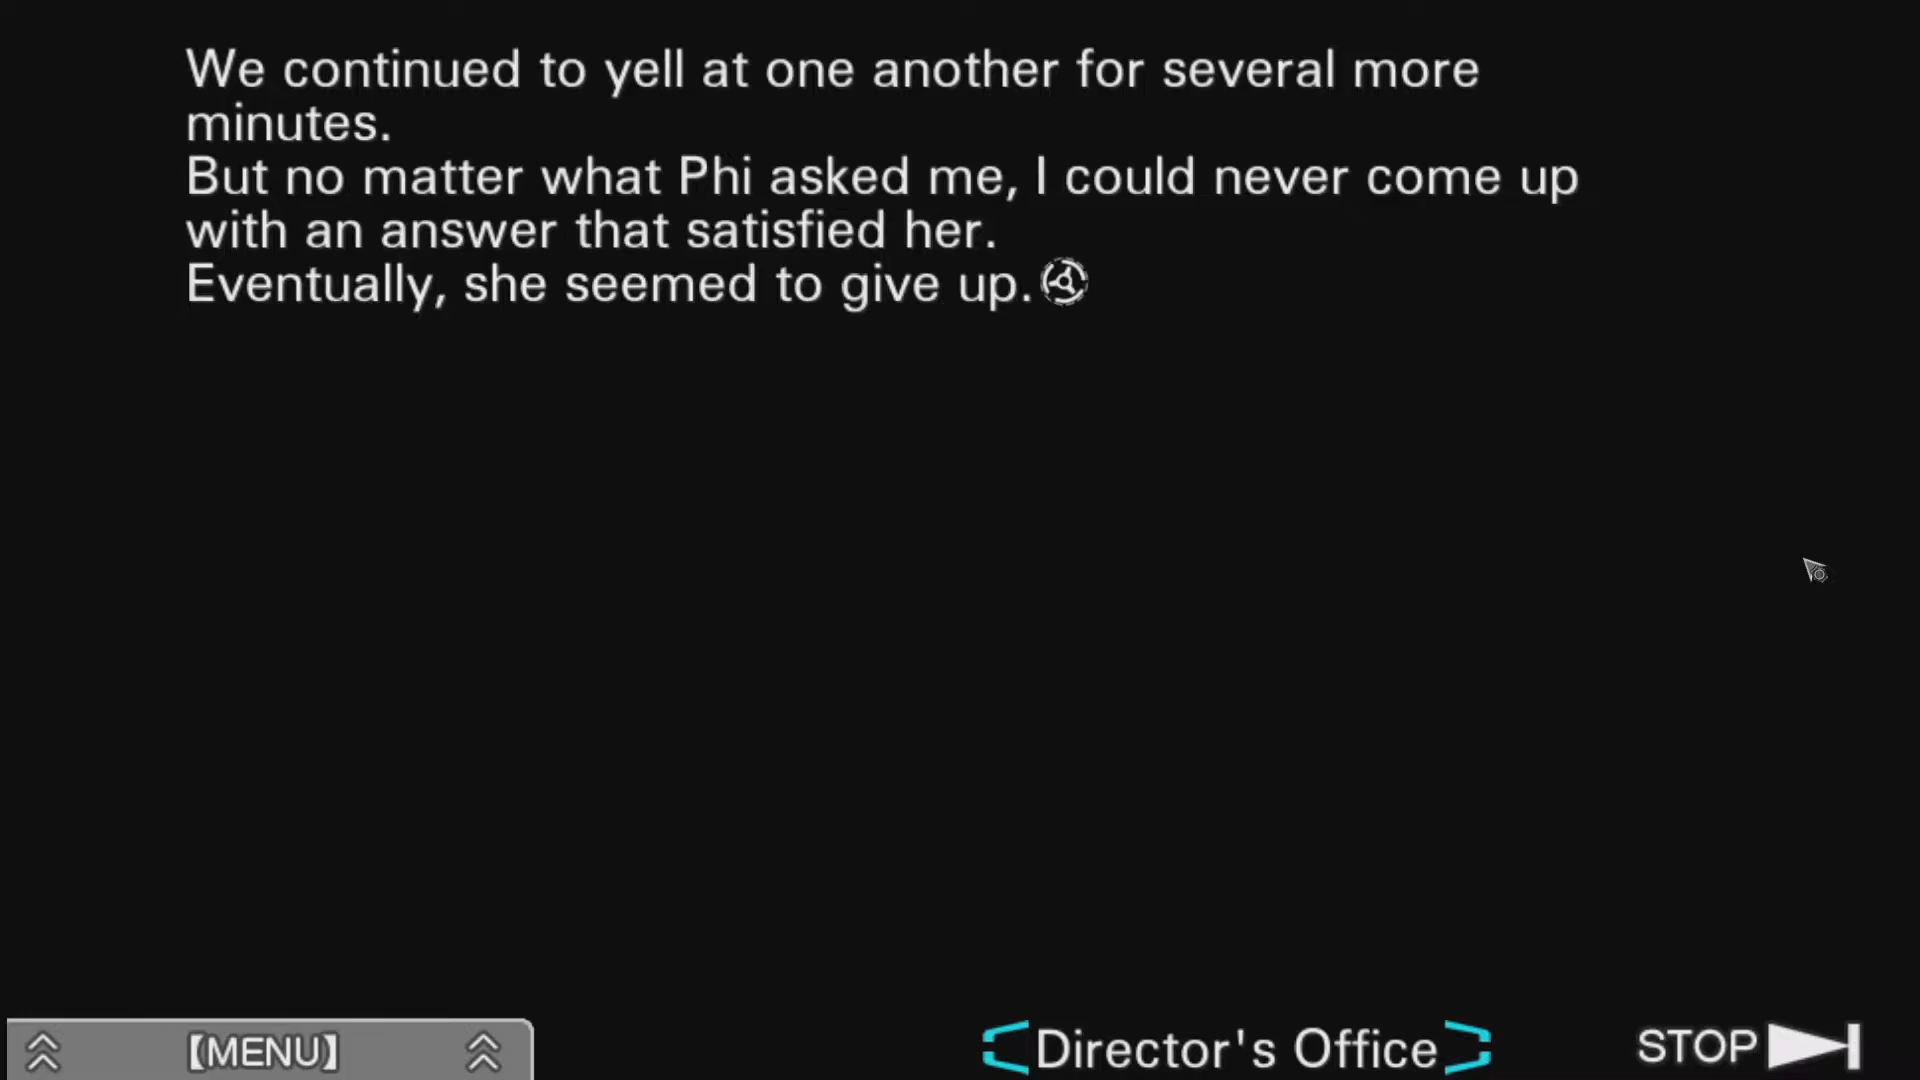 We continued to yell at one another for several more
minutes.
But no matter what Phi asked me, I could never come up
with an answer that satisfied her.
Eventually, she seemed to give up.
【MENU】
Director's Office
STOP